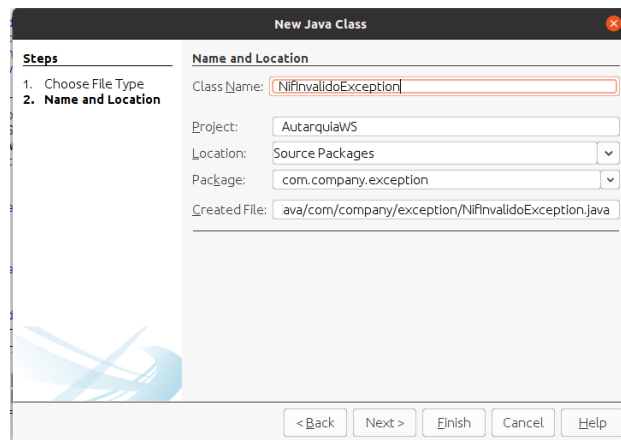 New Java Class
Steps
1. Choose File Type
2. Name and Location
Name and Location
Class Name: NifInvalidoException
Project: AutarquiaWS
Location: Source Packages
Package: com.company.exception
Created File: ava/com/company/exception/NifInvalidoException.java
< Back Next > Finish Cancel Help